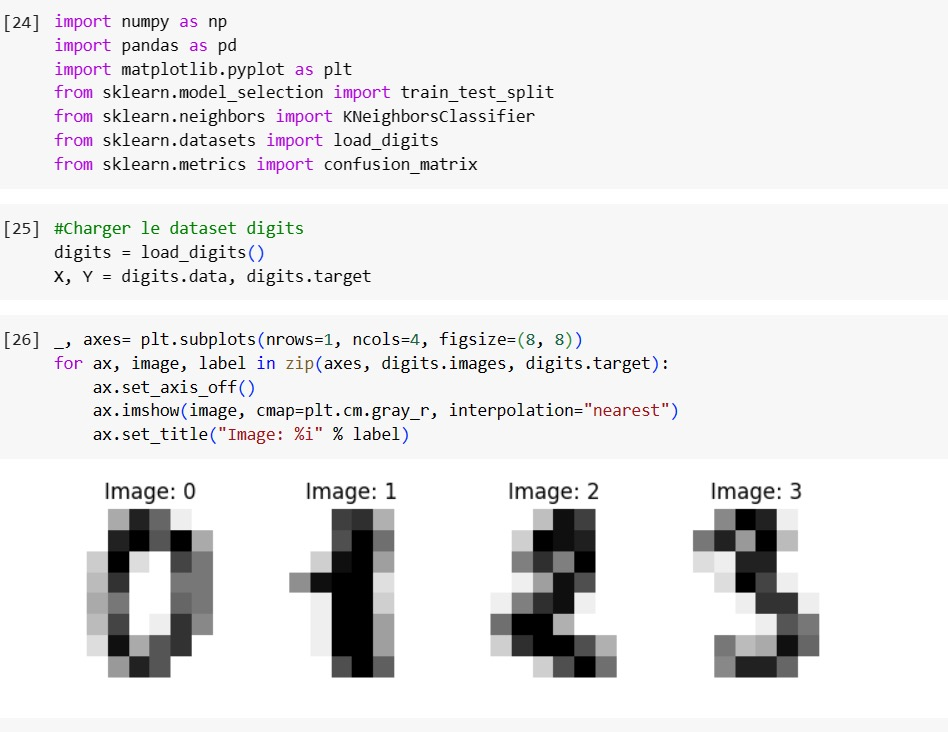 [24] import numpy as np
import pandas as pd
import matplotlib.pyplot as plt
from sklearn.model_selection import train_test_split
from sklearn.neighbors import KNeighborsClassifier
from sklearn.datasets import load_digits
from sklearn.metrics import confusion_matrix
[25] #Charger le dataset digits
digits = load_digits()
X, Y = digits.data, digits.target
[26] _, axes= plt.subplots(nrows=1, ncols=4, figsize=(8, 8))
for ax, image, label in zip(axes, digits.images, digits.target):
    ax.set_axis_off()
    ax.imshow(image, cmap=plt.cm.gray_r, interpolation="nearest")
    ax.set_title("Image: %i" % label)
Image: 0 Image: 1 Image: 2 Image: 3
0 1 2 3